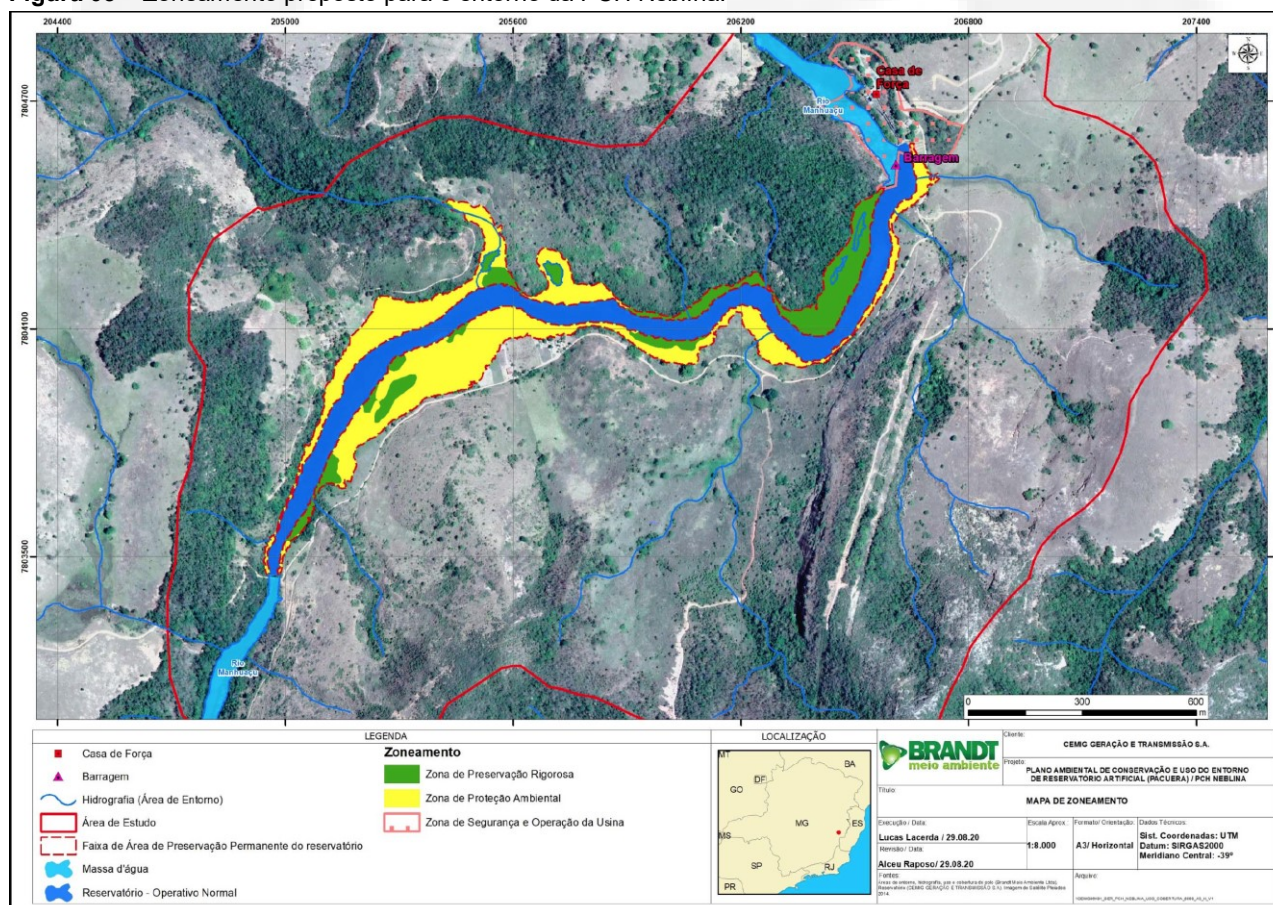 Figura 68 – Zoneamento proposto para o entorno da PCH Neblina.
204400 205000 205600 206200 206800 207400
7804700
7804100
7803500
N
Casa de
Força
Rio
Manhuaçu
Barragem
Rio
Manhuaçu
0 300 600
m
LEGENDA
Casa de Força
Barragem
Hidrografia (Área de Entorno)
Área de Estudo
Faixa de Área de Preservação Permanente do reservatório
Massa d'água
Reservatório - Operativo Normal
Zoneamento
Zona de Preservação Rigorosa
Zona de Proteção Ambiental
Zona de Segurança e Operação da Usina
LOCALIZAÇÃO
MT
BA
DF
GO
MG
ES
MS
SP
RJ
PR
BRANDT
meio ambiente
Cliente:
CEMIG GERAÇÃO E TRANSMISSÃO S.A.
Projeto:
PLANO AMBIENTAL DE CONSERVAÇÃO E USO DO ENTORNO
DE RESERVATÓRIO ARTIFICIAL (PACUERA) / PCH NEBLINA
Título:
MAPA DE ZONEAMENTO
Execução / Data:
Lucas Lacerda / 29.08.20
Revisão / Data:
Alceu Raposo/ 29.08.20
Escala Aprox.:
1:8.000
Formato/ Orientação:
A3/ Horizontal
Dados Técnicos:
Sist. Coordenadas: UTM
Datum: SIRGAS2000
Meridiano Central: -39º
Fontes:
Arquivo: